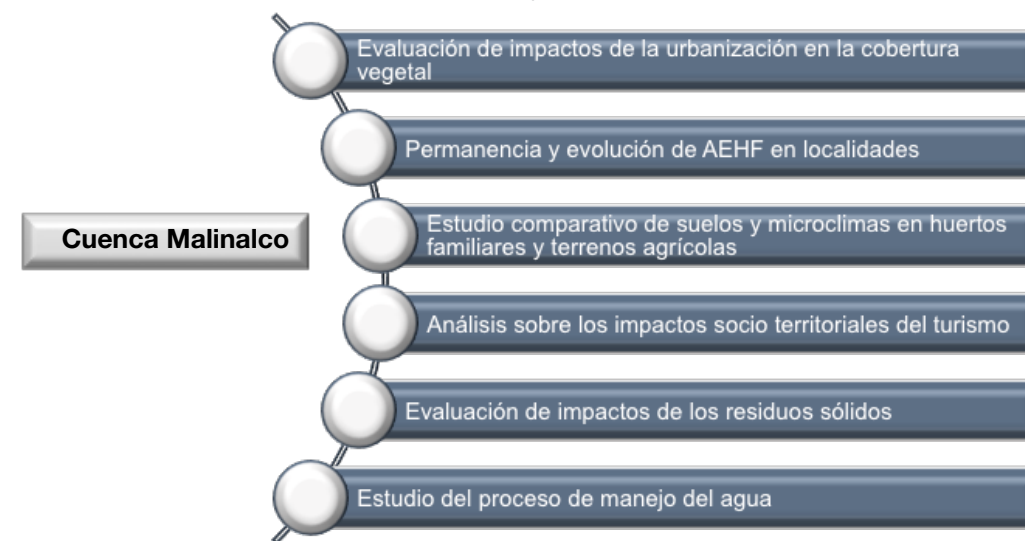 Evaluación de impactos de la urbanización en la cobertura
vegetal
Permanencia y evolución de AEHF en localidades
Cuenca Malinalco
Estudio comparativo de suelos y microclimas en huertos
familiares y terrenos agrícolas
Análisis sobre los impactos socio territoriales del turismo
Evaluación de impactos de los residuos sólidos
Estudio del proceso de manejo del agua